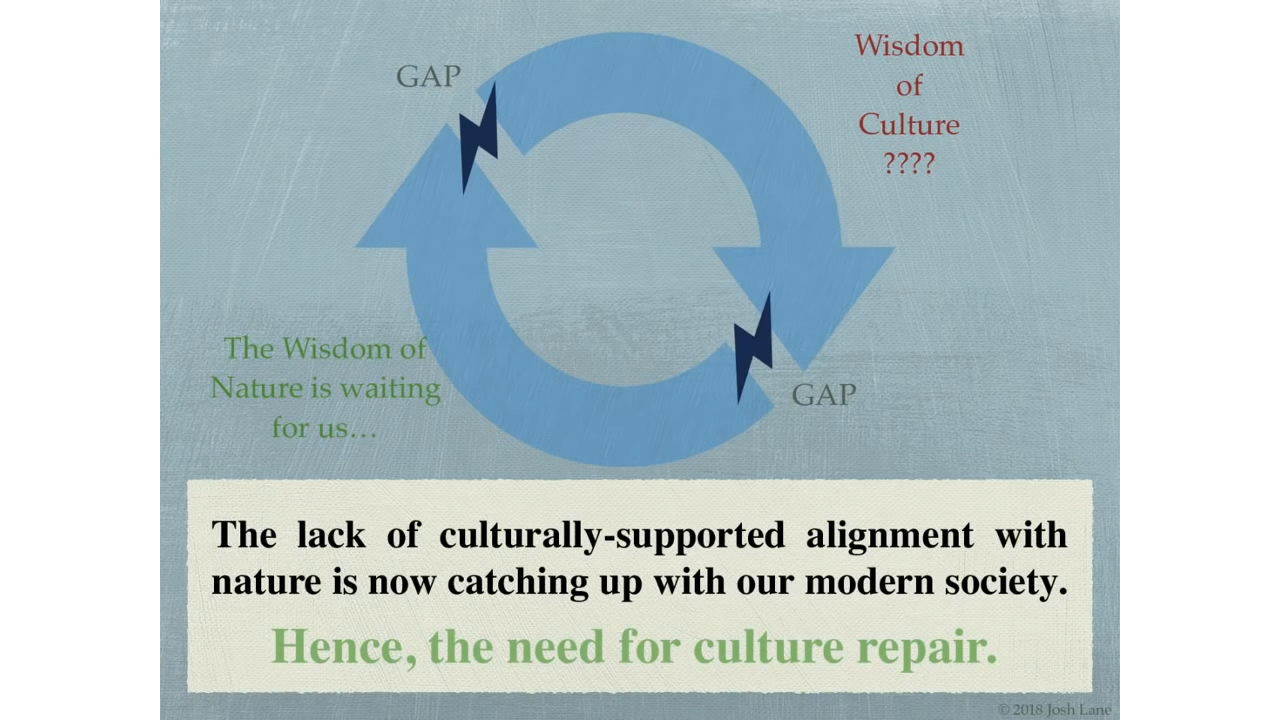 GAP
Wisdom
of
Culture
????
The Wisdom of
Nature is waiting
for us…
GAP
The lack of culturally-supported alignment with
nature is now catching up with our modern society.
Hence, the need for culture repair.
© 2018 Josh Lane